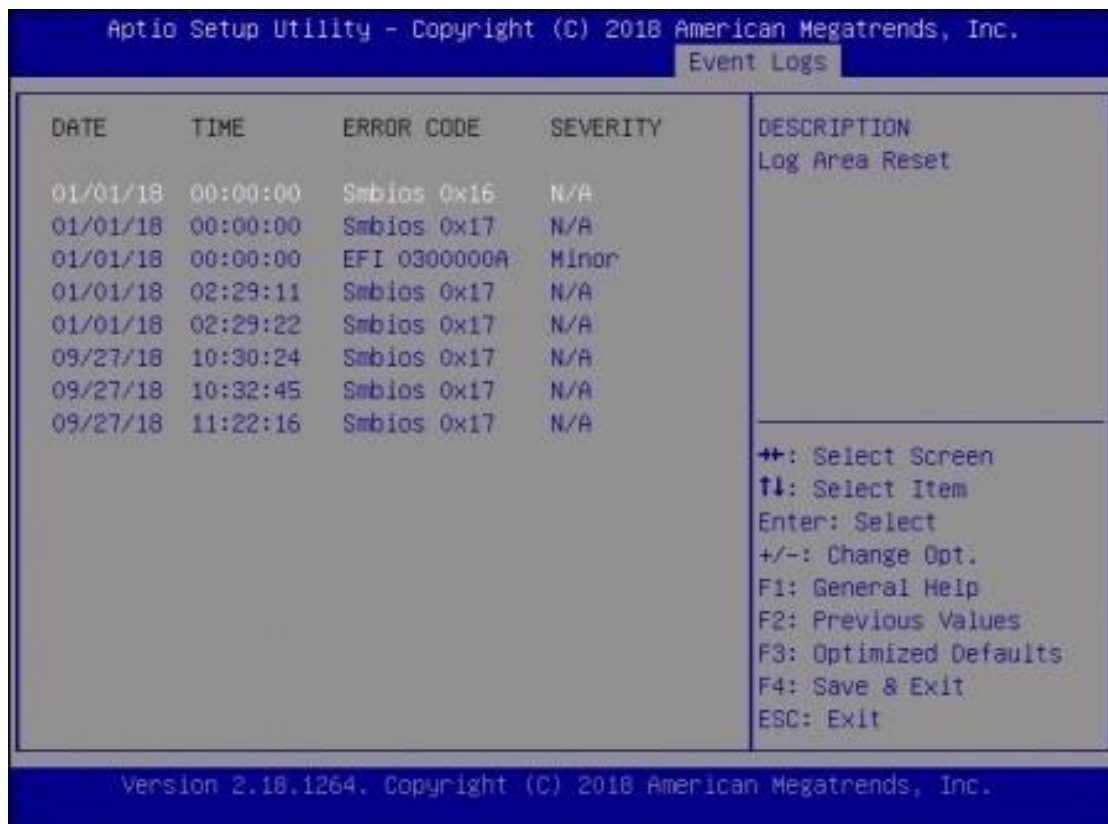 Aptio Setup Utility – Copyright (C) 2018 American Megatrends, Inc.
Event Logs
DATE TIME ERROR CODE SEVERITY
01/01/18 00:00:00 Smbios 0x16 N/A
01/01/18 00:00:00 Smbios 0x17 N/A
01/01/18 00:00:00 EFI 0300000A Minor
01/01/18 02:29:11 Smbios 0x17 N/A
01/01/18 02:29:22 Smbios 0x17 N/A
09/27/18 10:30:24 Smbios 0x17 N/A
09/27/18 10:32:45 Smbios 0x17 N/A
09/27/18 11:22:16 Smbios 0x17 N/A
DESCRIPTION
Log Area Reset
→←: Select Screen
↑↓: Select Item
Enter: Select
+/-: Change Opt.
F1: General Help
F2: Previous Values
F3: Optimized Defaults
F4: Save & Exit
ESC: Exit
Version 2.18.1264. Copyright (C) 2018 American Megatrends, Inc.